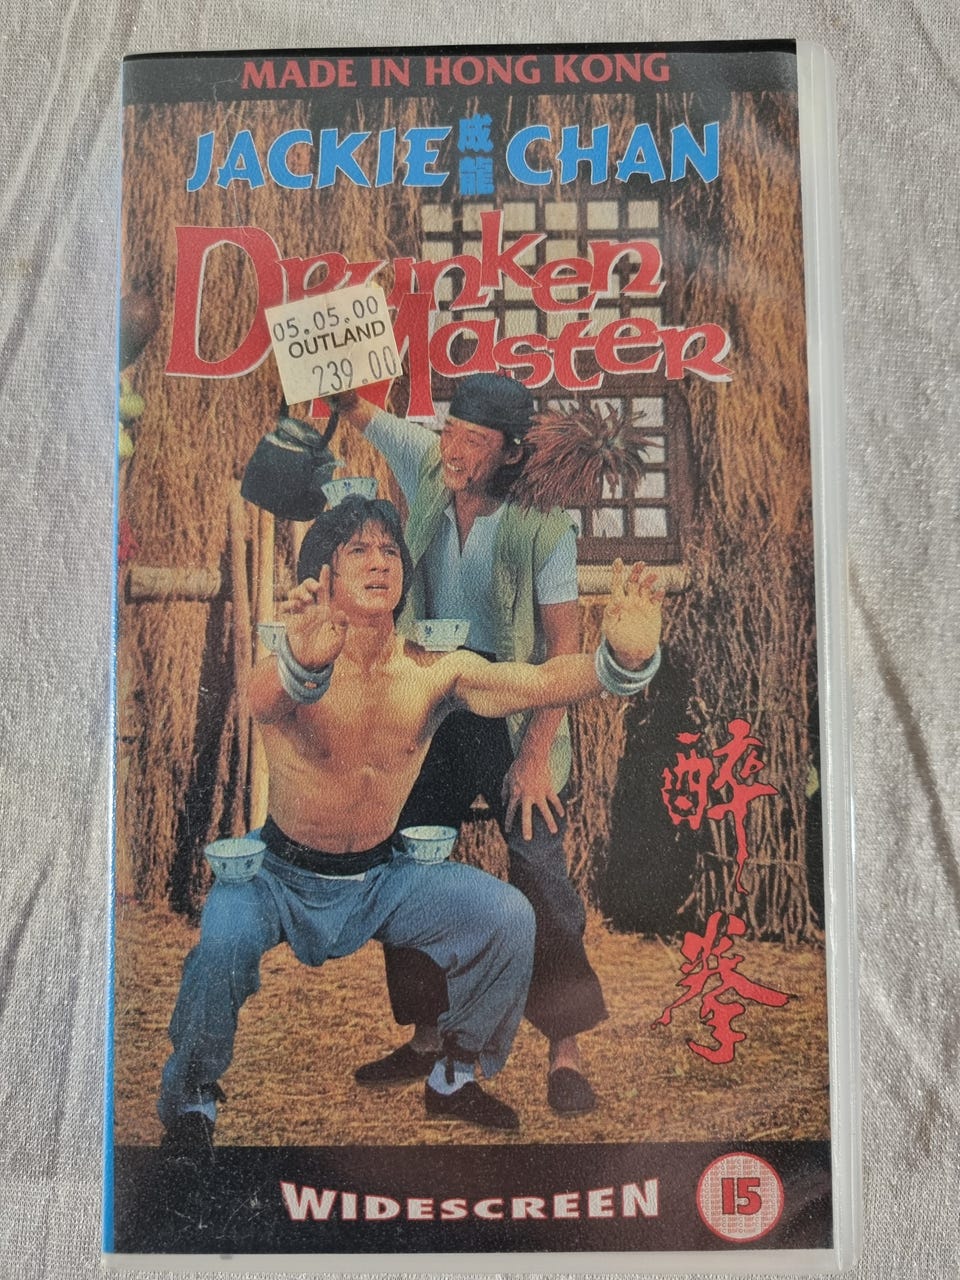 MADE IN HONG KONG
JACKIE 成龍 CHAN
DRUNKEN
MASTER
05.05.00
OUTLAND
239.00
醉拳
WIDESCREEN
15